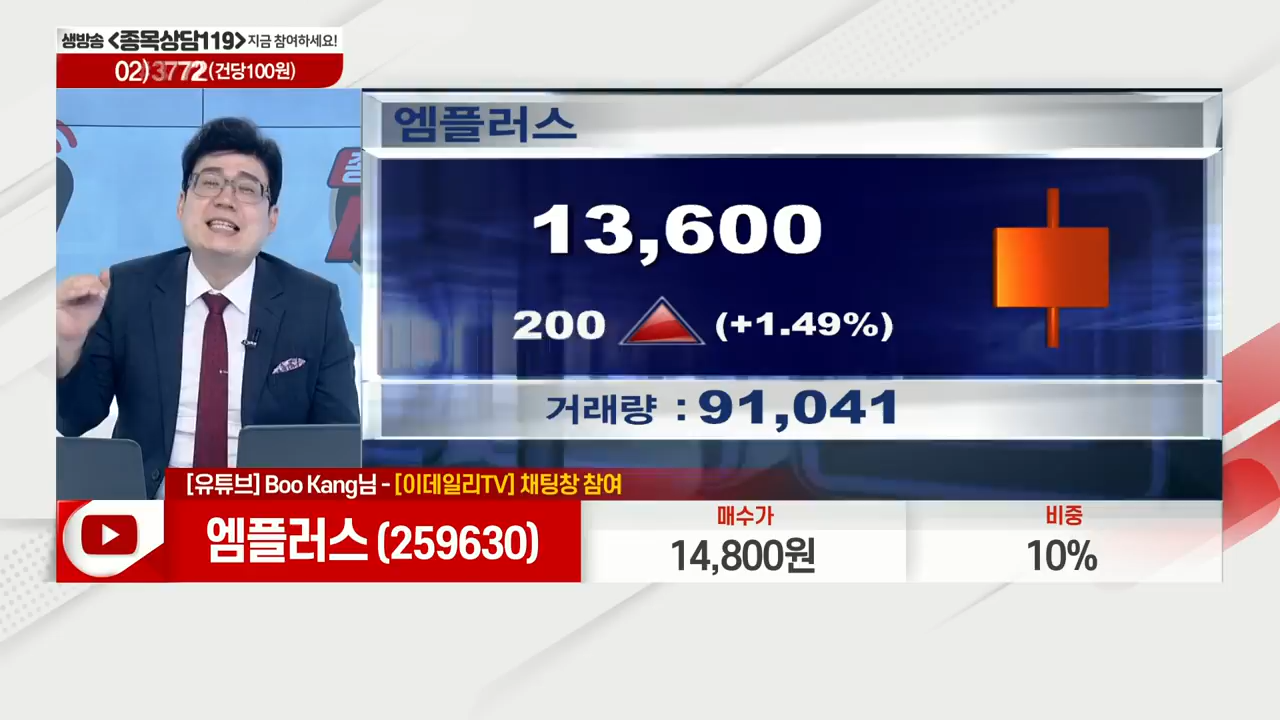 생방송 <종목상담119> 지금 참여하세요!
02) 3772 (건당100원)
엠플러스
13,600
200 (+1.49%)
거래량 : 91,041
[유튜브] Boo Kang님 - [이데일리TV] 채팅창 참여
엠플러스 (259630)
매수가
14,800원
비중
10%